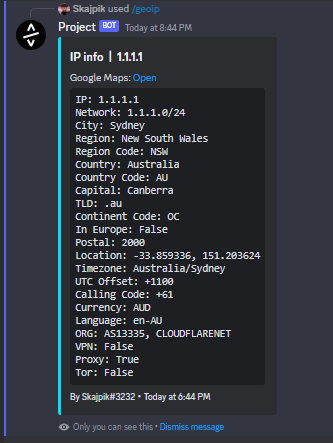 Skajpik used /geoip
Project BOT Today at 8:44 PM
IP info | 1.1.1.1
Google Maps: Open
IP: 1.1.1.1
Network: 1.1.1.0/24
City: Sydney
Region: New South Wales
Region Code: NSW
Country: Australia
Country Code: AU
Capital: Canberra
TLD: .au
Continent Code: OC
In Europe: False
Postal: 2000
Location: -33.859336, 151.203624
Timezone: Australia/Sydney
UTC Offset: +1100
Calling Code: +61
Currency: AUD
Language: en-AU
ORG: AS13335, CLOUDFLARENET
VPN: False
Proxy: True
Tor: False
By Skajpik#3232 • Today at 6:44 PM
Only you can see this • Dismiss message